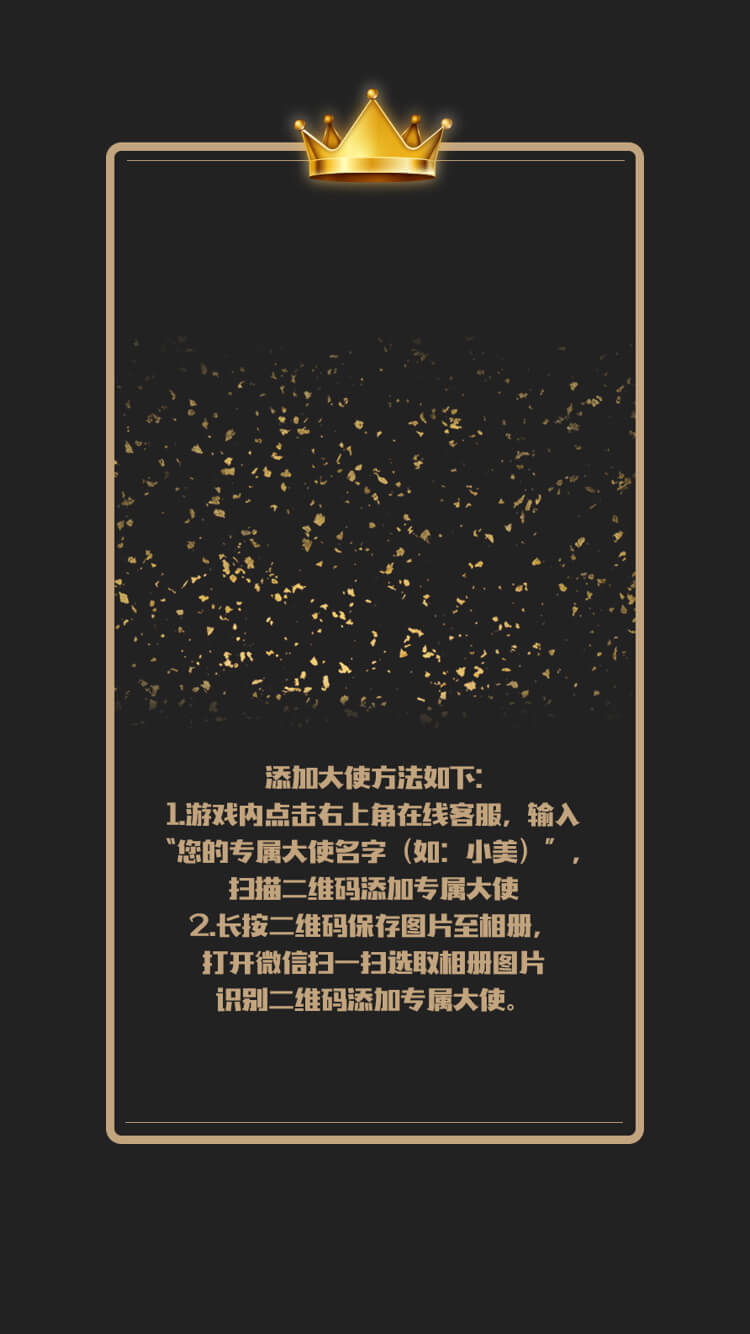 添加大使方法如下:
1.游戏内点击右上角在线客服，输入
“您的专属大使名字（如：小美）”，
扫描二维码添加专属大使
2.长按二维码保存图片至相册，
打开微信扫一扫选取相册图片
识别二维码添加专属大使。